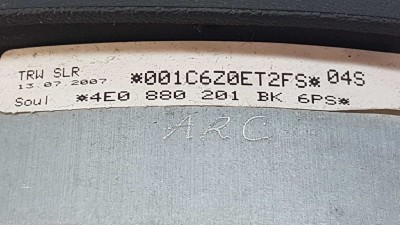 TRW SLR *001C6Z0ET2FS* 04S
13.07.2007
Soul *4E0 880 201 BK 6PS*
ARC